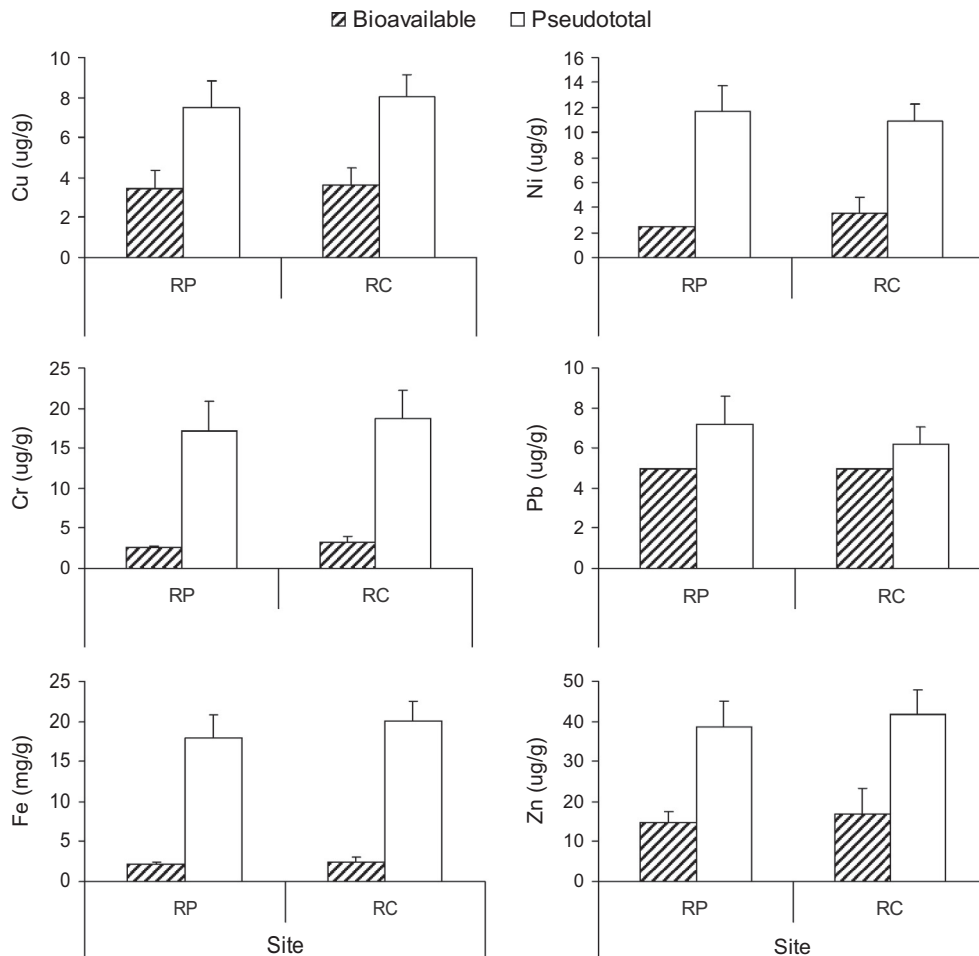 Bioavailable Pseudototal
Cu (ug/g)
10
8
6
4
2
0
RP RC
Ni (ug/g)
16
14
12
10
8
6
4
2
0
RP RC
Cr (ug/g)
25
20
15
10
5
0
RP RC
Pb (ug/g)
10
8
6
4
2
0
RP RC
Fe (mg/g)
25
20
15
10
5
0
RP RC
Site
Zn (ug/g)
50
40
30
20
10
0
RP RC
Site